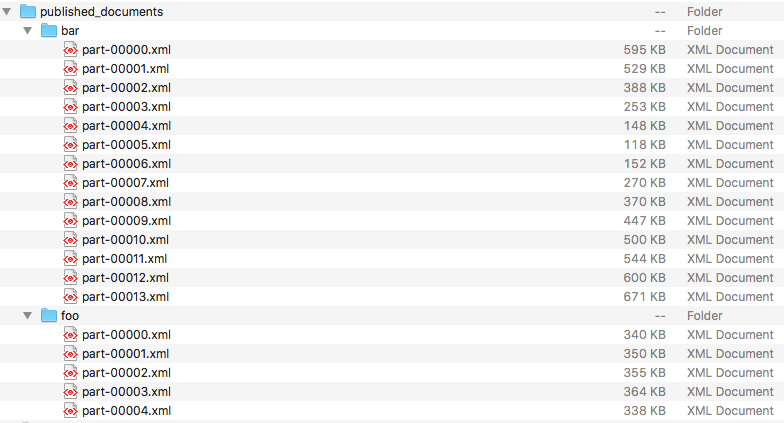 published_documents -- Folder
bar -- Folder
part-00000.xml 595 KB XML Document
part-00001.xml 529 KB XML Document
part-00002.xml 388 KB XML Document
part-00003.xml 253 KB XML Document
part-00004.xml 148 KB XML Document
part-00005.xml 118 KB XML Document
part-00006.xml 152 KB XML Document
part-00007.xml 270 KB XML Document
part-00008.xml 370 KB XML Document
part-00009.xml 447 KB XML Document
part-00010.xml 500 KB XML Document
part-00011.xml 544 KB XML Document
part-00012.xml 600 KB XML Document
part-00013.xml 671 KB XML Document
foo -- Folder
part-00000.xml 340 KB XML Document
part-00001.xml 350 KB XML Document
part-00002.xml 355 KB XML Document
part-00003.xml 364 KB XML Document
part-00004.xml 338 KB XML Document